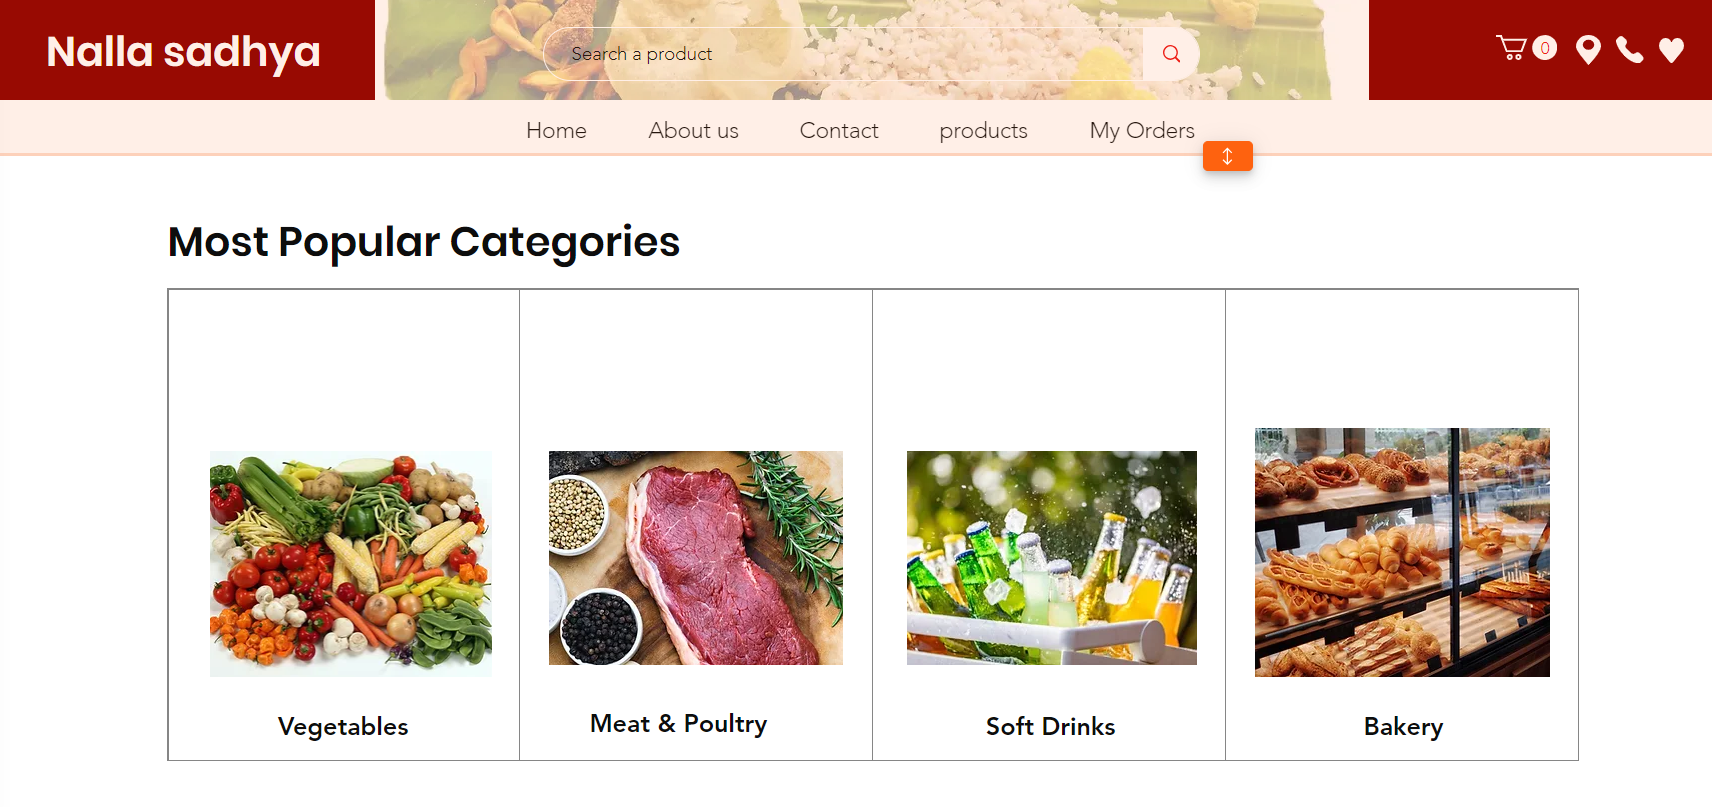 Nalla sadhya
Search a product
0
Home About us Contact products My Orders
Most Popular Categories
Vegetables Meat & Poultry Soft Drinks Bakery